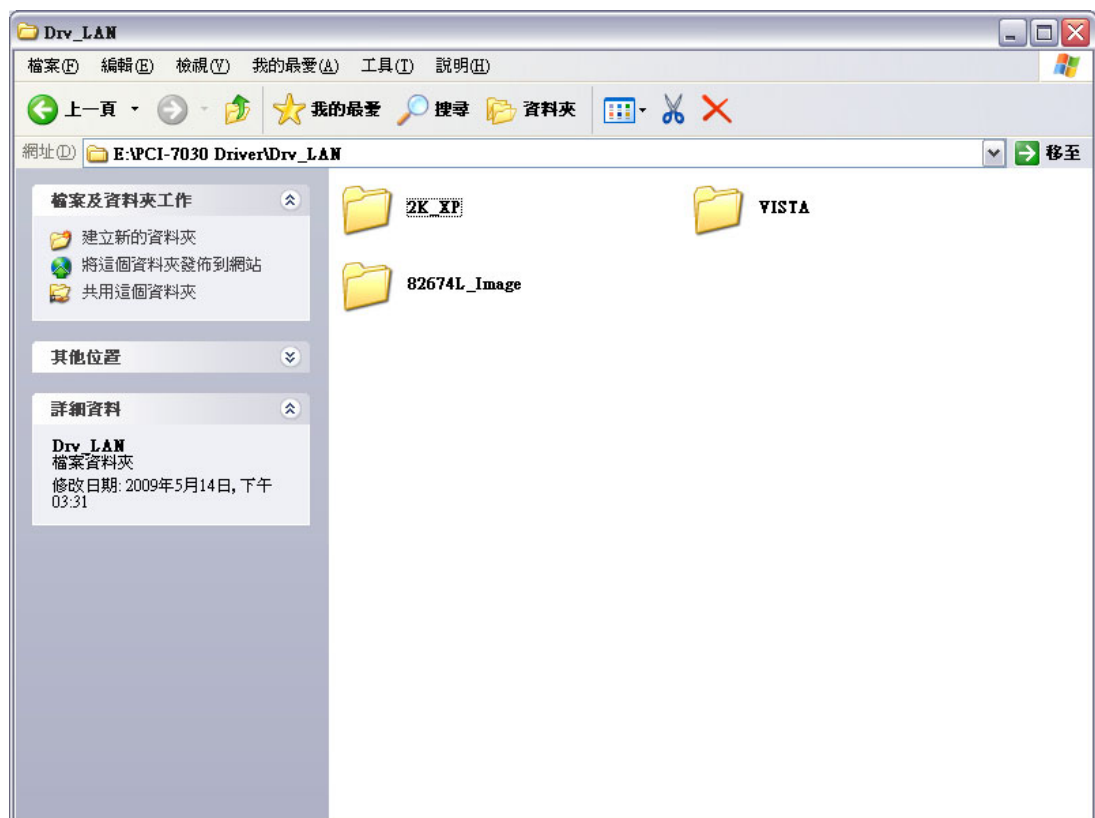 Drv_LAN
檔案(F) 編輯(E) 檢視(V) 我的最愛(A) 工具(T) 說明(H)
上一頁 我的最愛 搜尋 資料夾
網址(D) E:\PCI-7030 Driver\Drv_LAN 移至
檔案及資料夾工作
建立新的資料夾
將這個資料夾發佈到網站
共用這個資料夾
其他位置
詳細資料
Drv_LAN
檔案資料夾
修改日期: 2009年5月14日, 下午
03:31
2K_XP VISTA
82674L_Image